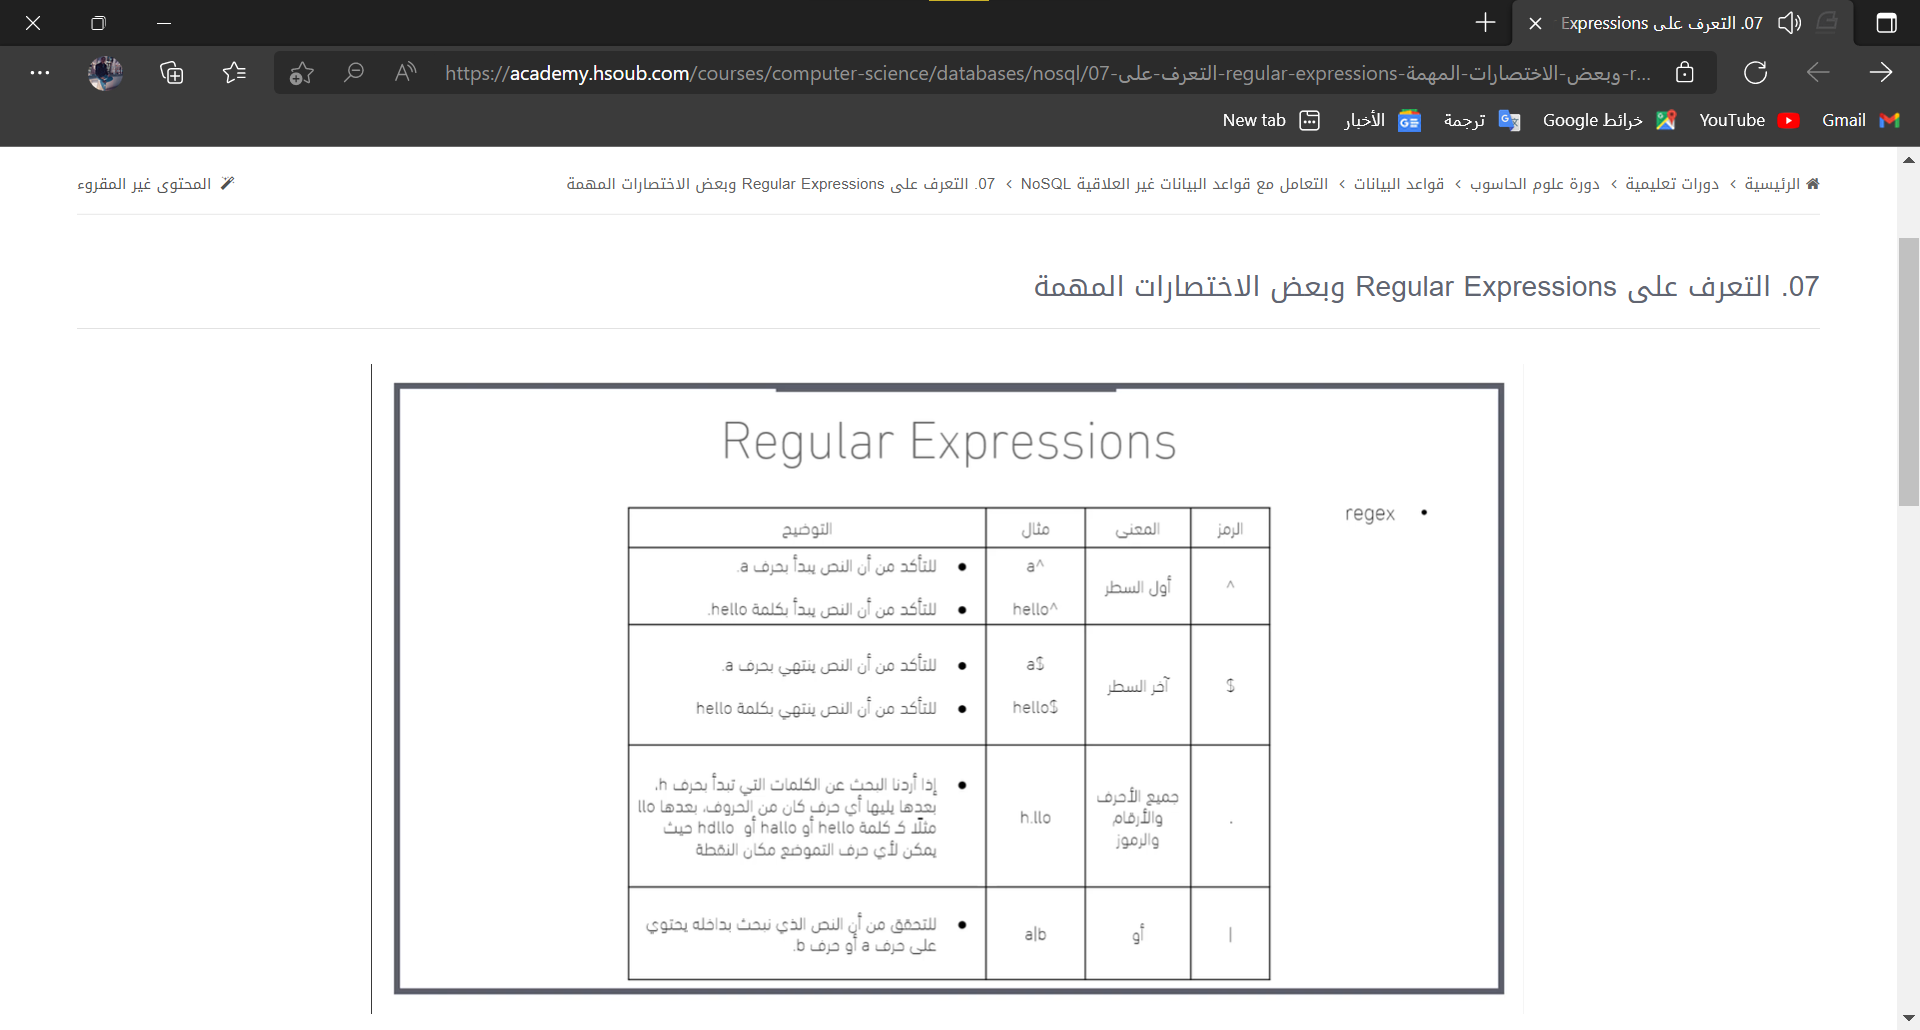 07. التعرف على Expressions
https://academy.hsoub.com/courses/computer-science/databases/nosql/07-التعرف-على-regular-expressions-وبعض-الاختصارات-المهمة-r...
Gmail YouTube خرائط Google ترجمة الأخبار New tab
الرئيسية › دورات تعليمية › دورة علوم الحاسوب › قواعد البيانات › التعامل مع قواعد البيانات غير العلاقية NoSQL › 07. التعرف على Regular Expressions وبعض الاختصارات المهمة
المحتوى غير المقروء
07. التعرف على Regular Expressions وبعض الاختصارات المهمة
Regular Expressions
• regex
الرمز المعنى مثال التوضيح
^ أول السطر
a^ • للتأكد من أن النص يبدأ بحرف a.
hello^ • للتأكد من أن النص يبدأ بكلمة hello.
$ آخر السطر
a$ • للتأكد من أن النص ينتهي بحرف a.
hello$ • للتأكد من أن النص ينتهي بكلمة hello
. جميع الأحرف
والأرقام
والرموز
h.llo
• إذا أردنا البحث عن الكلمات التي تبدأ بحرف h،
بعدها يليها أي حرف كان من الحروف، بعدها llo
مثلًا كـ كلمة hello أو hallo أو hdllo حيث
يمكن لأي حرف التموضع مكان النقطة
| أو a|b
• للتحقق من أن النص الذي نبحث بداخله يحتوي
على حرف a أو حرف b.